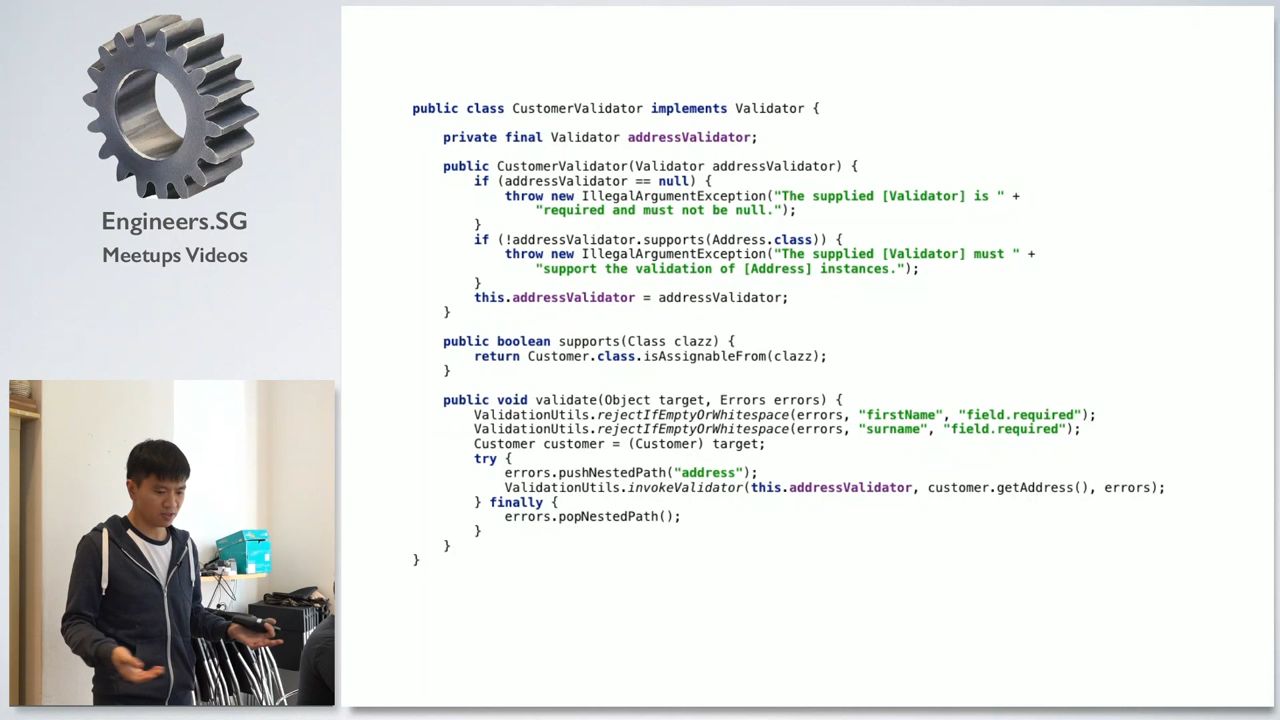 Engineers.SG
Meetups Videos
public class CustomerValidator implements Validator {
private final Validator addressValidator;
public CustomerValidator(Validator addressValidator) {
if (addressValidator == null) {
throw new IllegalArgumentException("The supplied [Validator] is " +
"required and must not be null.");
}
if (!addressValidator.supports(Address.class)) {
throw new IllegalArgumentException("The supplied [Validator] must " +
"support the validation of [Address] instances.");
}
this.addressValidator = addressValidator;
}
public boolean supports(Class clazz) {
return Customer.class.isAssignableFrom(clazz);
}
public void validate(Object target, Errors errors) {
ValidationUtils.rejectIfEmptyOrWhitespace(errors, "firstName", "field.required");
ValidationUtils.rejectIfEmptyOrWhitespace(errors, "surname", "field.required");
Customer customer = (Customer) target;
try {
errors.pushNestedPath("address");
ValidationUtils.invokeValidator(this.addressValidator, customer.getAddress(), errors);
} finally {
errors.popNestedPath();
}
}
}